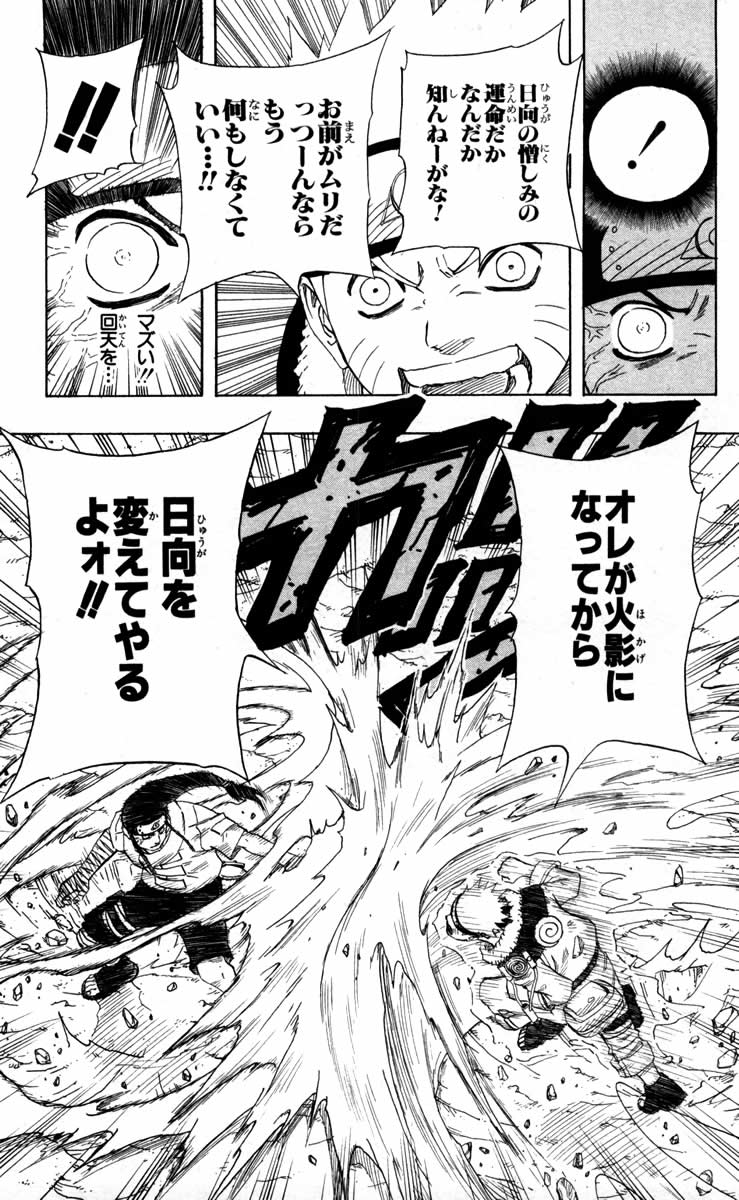 !
日向の憎しみの
運命だか
なんだか
知んねーがな!
お前がムリだ
っつーんなら
もう
何もしなくて
いい…!!
!!
マズい!!
回天を…
オレが火影に
なってから
日向を
変えてやる
よォ!!